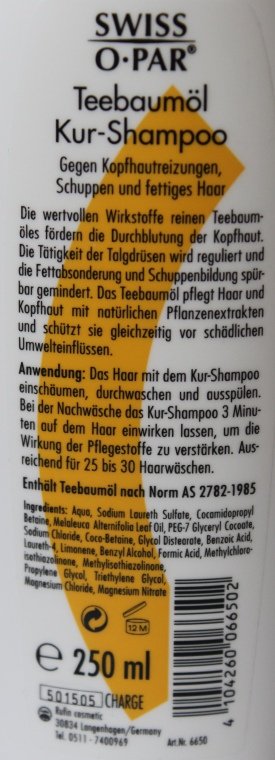 SWISS
O·PAR®
Teebaumöl
Kur-Shampoo
Gegen Kopfhautreizungen,
Schuppen und fettiges Haar
Die wertvollen Wirkstoffe reinen Teebaum-
öles fördern die Durchblutung der Kopfhaut.
Die Tätigkeit der Talgdrüsen wird reguliert und
die Fettabsonderung und Schuppenbildung spür-
bar gemindert. Das Teebaumöl pflegt Haar und
Kopfhaut mit natürlichen Pflanzenextrakten
und schützt sie gleichzeitig vor schädlichen
Umwelteinflüssen.
Anwendung: Das Haar mit dem Kur-Shampoo
einschäumen, durchwaschen und ausspülen.
Bei der Nachwäsche das Kur-Shampoo 3 Minu-
ten auf dem Haar einwirken lassen, um die
Wirkung der Pflegestoffe zu verstärken. Aus-
reichend für 25 bis 30 Haarwäschen.
Enthält Teebaumöl nach Norm AS 2782-1985
Ingredients: Aqua, Sodium Laureth Sulfate, Cocamidopropyl
Betaine, Melaleuca Alternifolia Leaf Oil, PEG-7 Glyceryl Cocoate,
Sodium Chloride, Coco-Betaine, Glycol Distearate, Benzoic Acid,
Laureth-4, Limonene, Benzyl Alcohol, Formic Acid, Methylchloro-
isothiazolinone, Methylisothiazolinone,
Propylene Glycol, Triethylene Glycol,
Magnesium Chloride, Magnesium Nitrate
12 M
e 250 ml
501505 CHARGE
Rufin cosmetic
30834 Langenhagen/Germany
Tel. 0511 - 7400969
Art.Nr. 6650
4 104260 066502